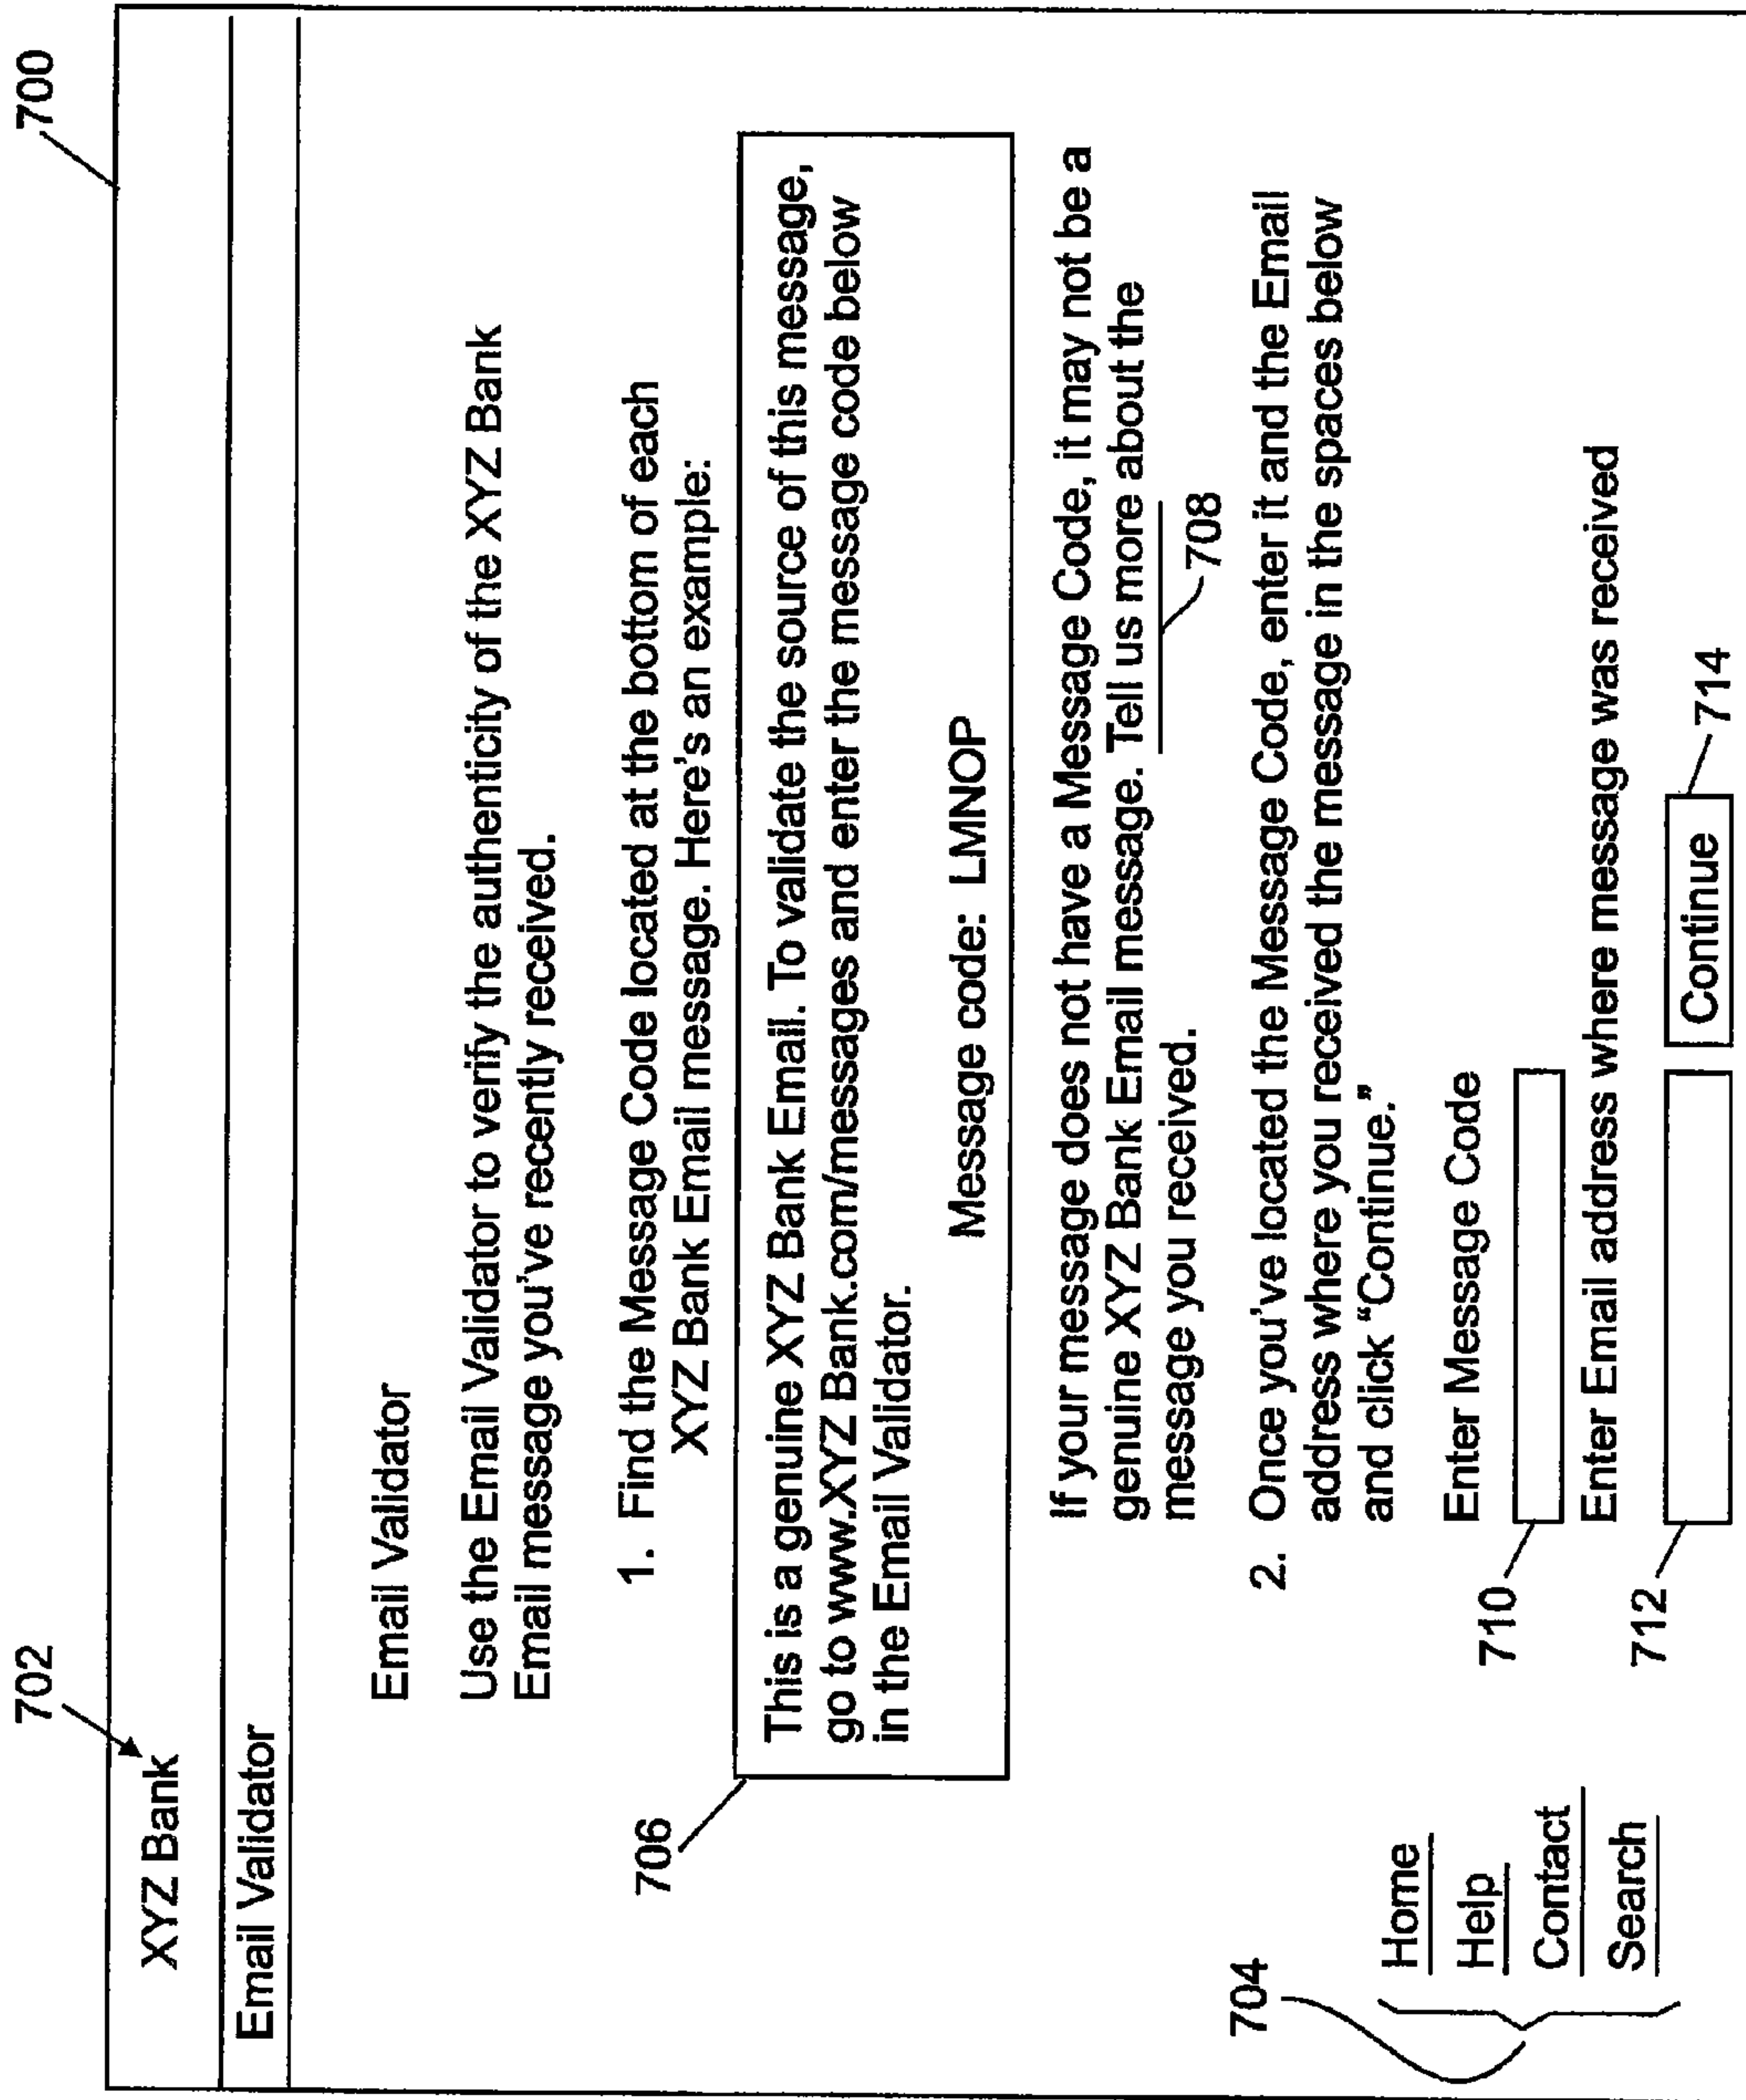 700
702
XYZ Bank
Email Validator
Email Validator
Use the Email Validator to verify the authenticity of the XYZ Bank
Email message you've recently received.
1. Find the Message Code located at the bottom of each
XYZ Bank Email message. Here's an example:
706
This is a genuine XYZ Bank Email. To validate the source of this message,
go to www.XYZ Bank.com/messages and enter the message code below
in the Email Validator.
Message code: LMNOP
If your message does not have a Message Code, it may not be a
genuine XYZ Bank Email message. Tell us more about the
message you received.
708
2. Once you've located the Message Code, enter it and the Email
address where you received the message in the spaces below
and click “Continue.”
704
Home
Help
Contact
Search
Enter Message Code
710
Enter Email address where message was received
712
Continue
714